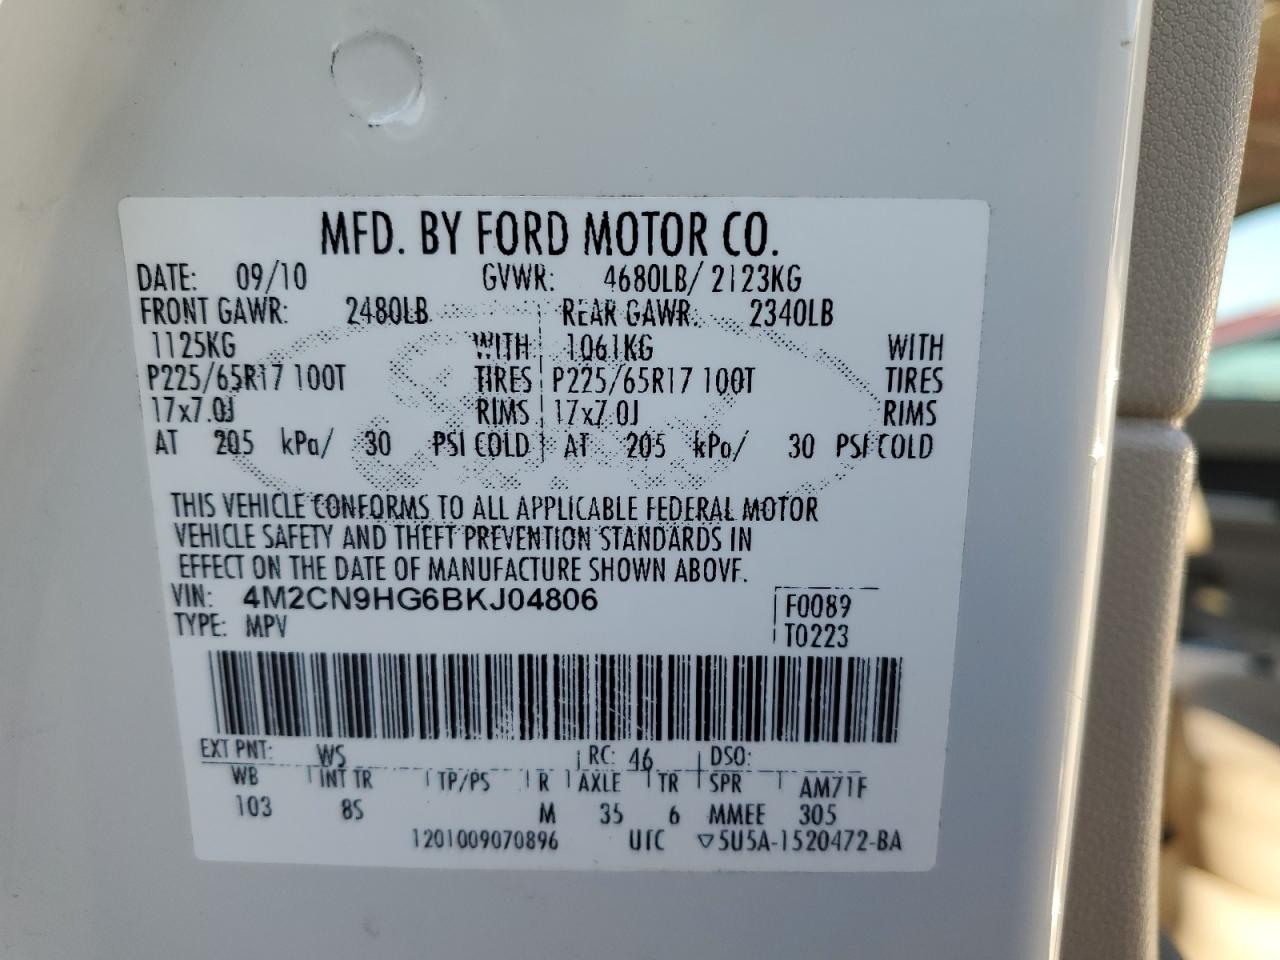 MFD. BY FORD MOTOR CO.
DATE: 09/10 GVWR: 4680LB/ 2123KG
FRONT GAWR: 2480LB REAR GAWR: 2340LB
1125KG WITH 1061KG WITH
P225/65R17 100T TIRES P225/65R17 100T TIRES
17x7.0J RIMS 17x7.0J RIMS
AT 205 kPa/ 30 PSI COLD AT 205 kPa/ 30 PSI COLD
THIS VEHICLE CONFORMS TO ALL APPLICABLE FEDERAL MOTOR
VEHICLE SAFETY AND THEFT PREVENTION STANDARDS IN
EFFECT ON THE DATE OF MANUFACTURE SHOWN ABOVE.
VIN: 4M2CN9HG6BKJ04806 F0089
TYPE: MPV T0223
EXT PNT: WS RC: 46 DSO:
WB INT TR TP/PS R AXLE TR SPR AM71F
103 8S M 35 6 MMEE 305
1201009070896 UTC ▽5U5A-1520472-BA